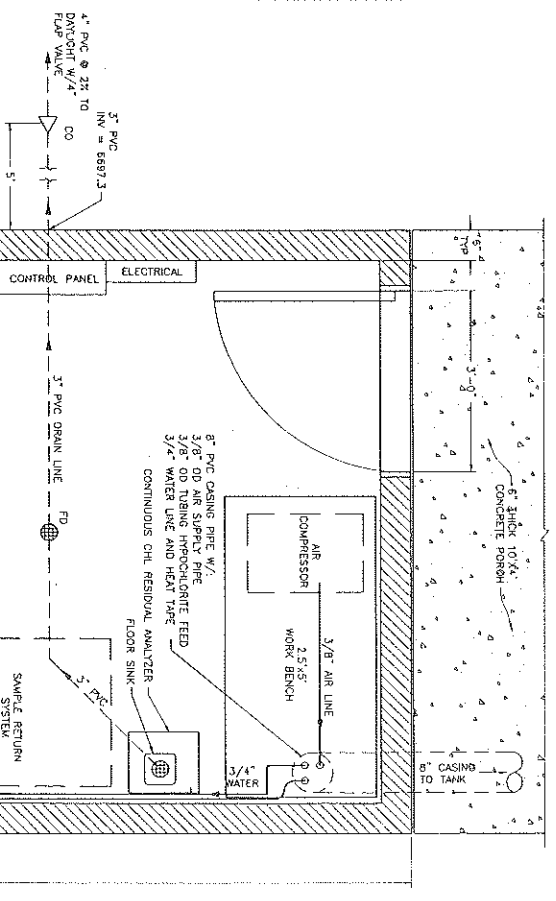 4" PVC @ 2% TO
DAYLIGHT W/4"
FLAP VALVE
CO
5'
3" PVC
INV = 6697.3
CONTROL PANEL
ELECTRICAL
3" PVC DRAIN LINE
FD
3" PVC
6"
TYP
3'-0"
6" THICK 10'X4'
CONCRETE PORCH
8" PVC CASING PIPE W/:
3/8" OD AIR SUPPLY PIPE
3/8" OD TUBING HYPOCHLORITE FEED
3/4" WATER LINE AND HEAT TAPE
CONTINUOUS CHL RESIDUAL ANALYZER
FLOOR SINK
AIR
COMPRESSOR
3/8" AIR LINE
2.5'x5'
WORK BENCH
3/4"
WATER
8" CASING
TO TANK
SAMPLE RETURN
SYSTEM